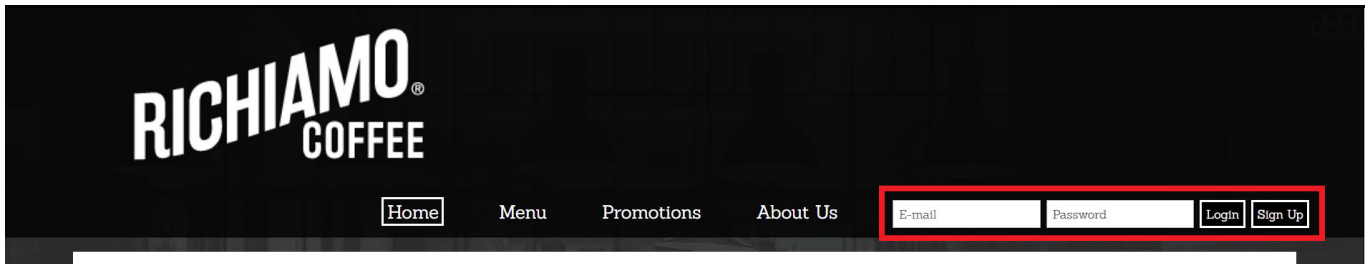 RICHIAMO®
COFFEE
Home Menu Promotions About Us E-mail Password Login Sign Up